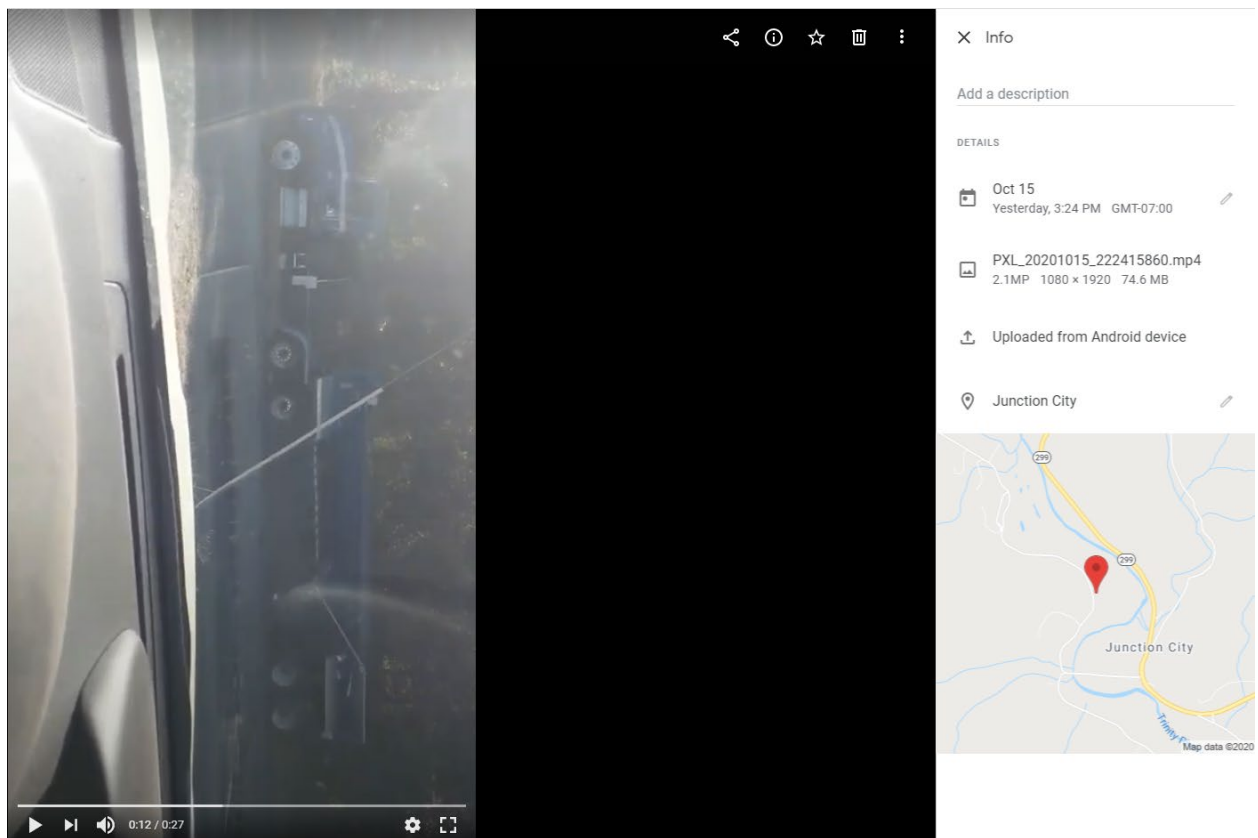 Info
Add a description
DETAILS
Oct 15
Yesterday, 3:24 PM GMT-07:00
PXL_20201015_222415860.mp4
2.1MP 1080 × 1920 74.6 MB
Uploaded from Android device
Junction City
299
299
Junction City
Trinity
Map data ©2020
0:12 / 0:27